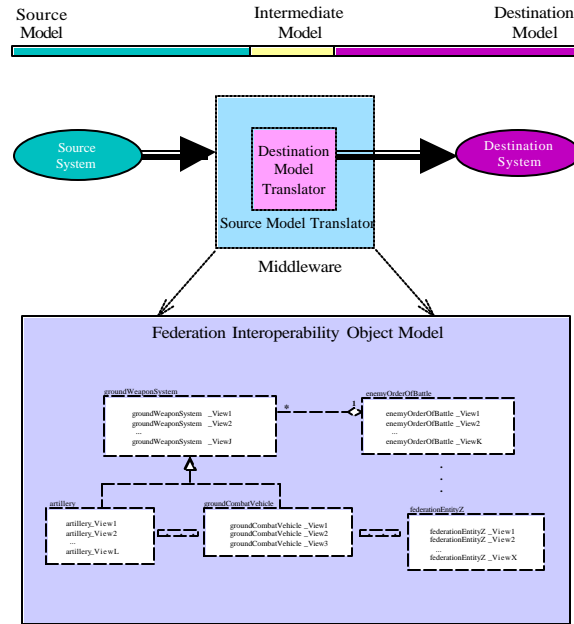 Source
Model
Intermediate
Model
Destination
Model
Source
System
Destination
Model
Translator
Source Model Translator
Destination
System
Middleware
Federation Interoperability Object Model
groundWeaponSystem
groundWeaponSystem _View1
groundWeaponSystem _View2
...
groundWeaponSystem _ViewJ
*
1
enemyOrderOfBattle
enemyOrderOfBattle _View1
enemyOrderOfBattle _View2
...
enemyOrderOfBattle _ViewK
.
.
.
artillery
artillery_View1
artillery_View2
...
artillery_ViewL
groundCombatVehicle
groundCombatVehicle _View1
groundCombatVehicle _View2
groundCombatVehicle _View3
federationEntityZ
federationEntityZ _View1
federationEntityZ _View2
...
federationEntityZ _ViewX